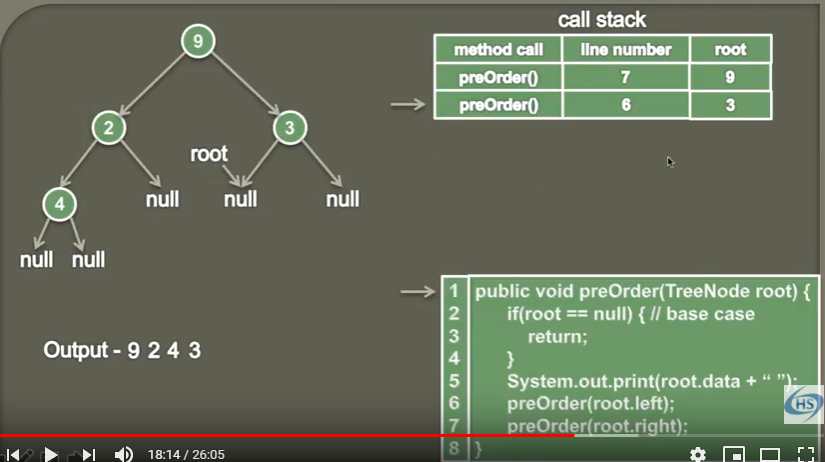 call stack
method call line number root
preOrder() 7 9
preOrder() 6 3
9
2
3
root
4
null
null
null
null
null
Output - 9 2 4 3
1 public void preOrder(TreeNode root) {
2 if(root == null) { // base case
3 return;
4 }
5 System.out.print(root.data + “ ”);
6 preOrder(root.left);
7 preOrder(root.right);
8 }
HS
18:14 / 26:05